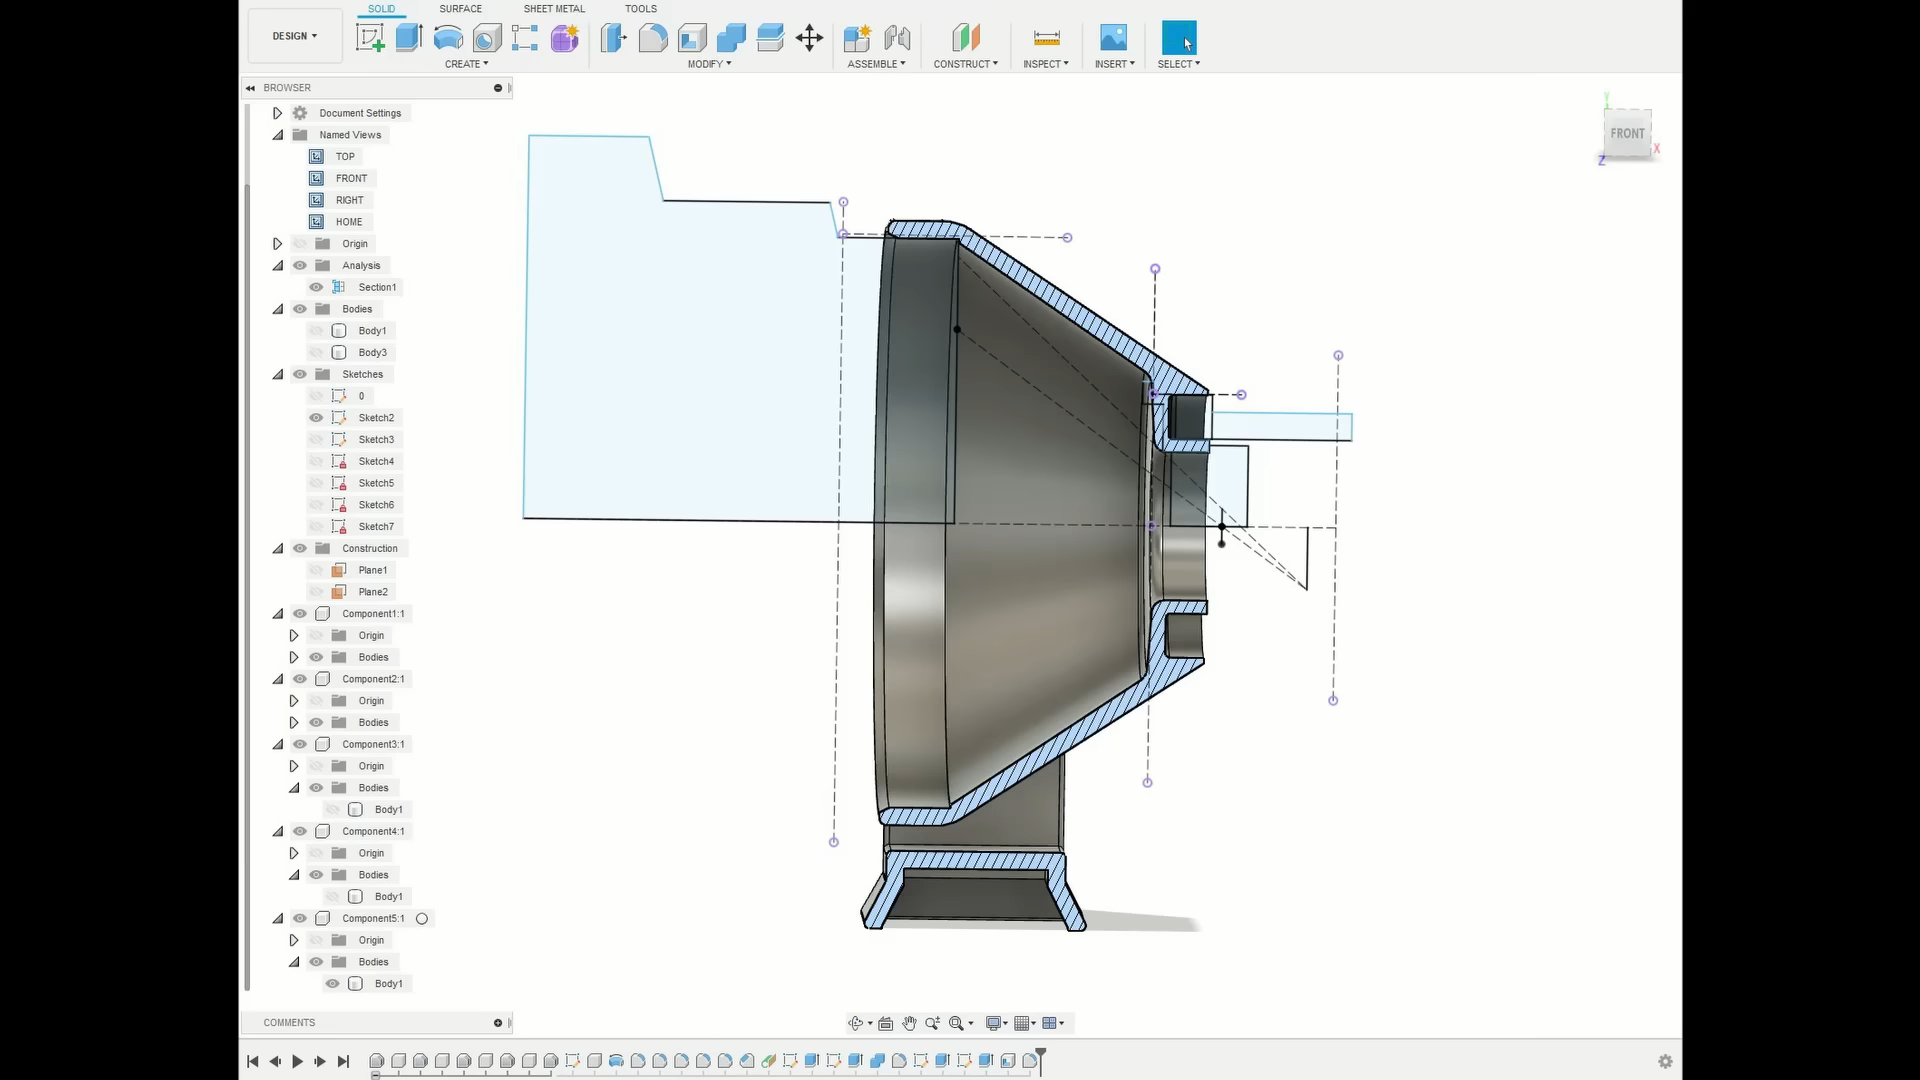 SOLID SURFACE SHEET METAL TOOLS
DESIGN
CREATE MODIFY ASSEMBLE CONSTRUCT INSPECT INSERT SELECT
BROWSER
Document Settings
Named Views
TOP
FRONT
RIGHT
HOME
Origin
Analysis
Section1
Bodies
Body1
Body3
Sketches
0
Sketch2
Sketch3
Sketch4
Sketch5
Sketch6
Sketch7
Construction
Plane1
Plane2
Component1:1
Origin
Bodies
Component2:1
Origin
Bodies
Component3:1
Origin
Bodies
Body1
Component4:1
Origin
Bodies
Body1
Component5:1
Origin
Bodies
Body1
COMMENTS
Y
FRONT
X
Z